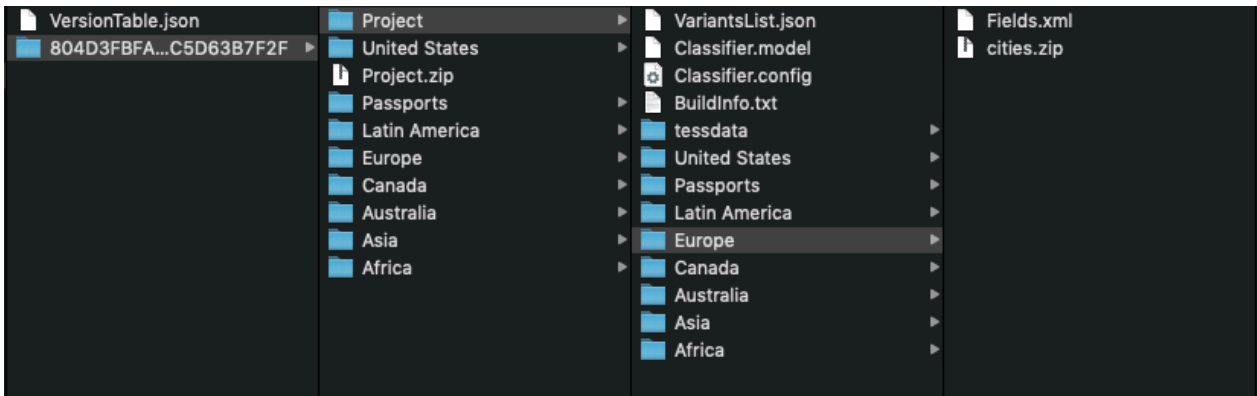 VersionTable.json
804D3FBFA...C5D63B7F2F
Project
United States
Project.zip
Passports
Latin America
Europe
Canada
Australia
Asia
Africa
VariantsList.json
Classifier.model
Classifier.config
BuildInfo.txt
tessdata
United States
Passports
Latin America
Europe
Canada
Australia
Asia
Africa
Fields.xml
cities.zip